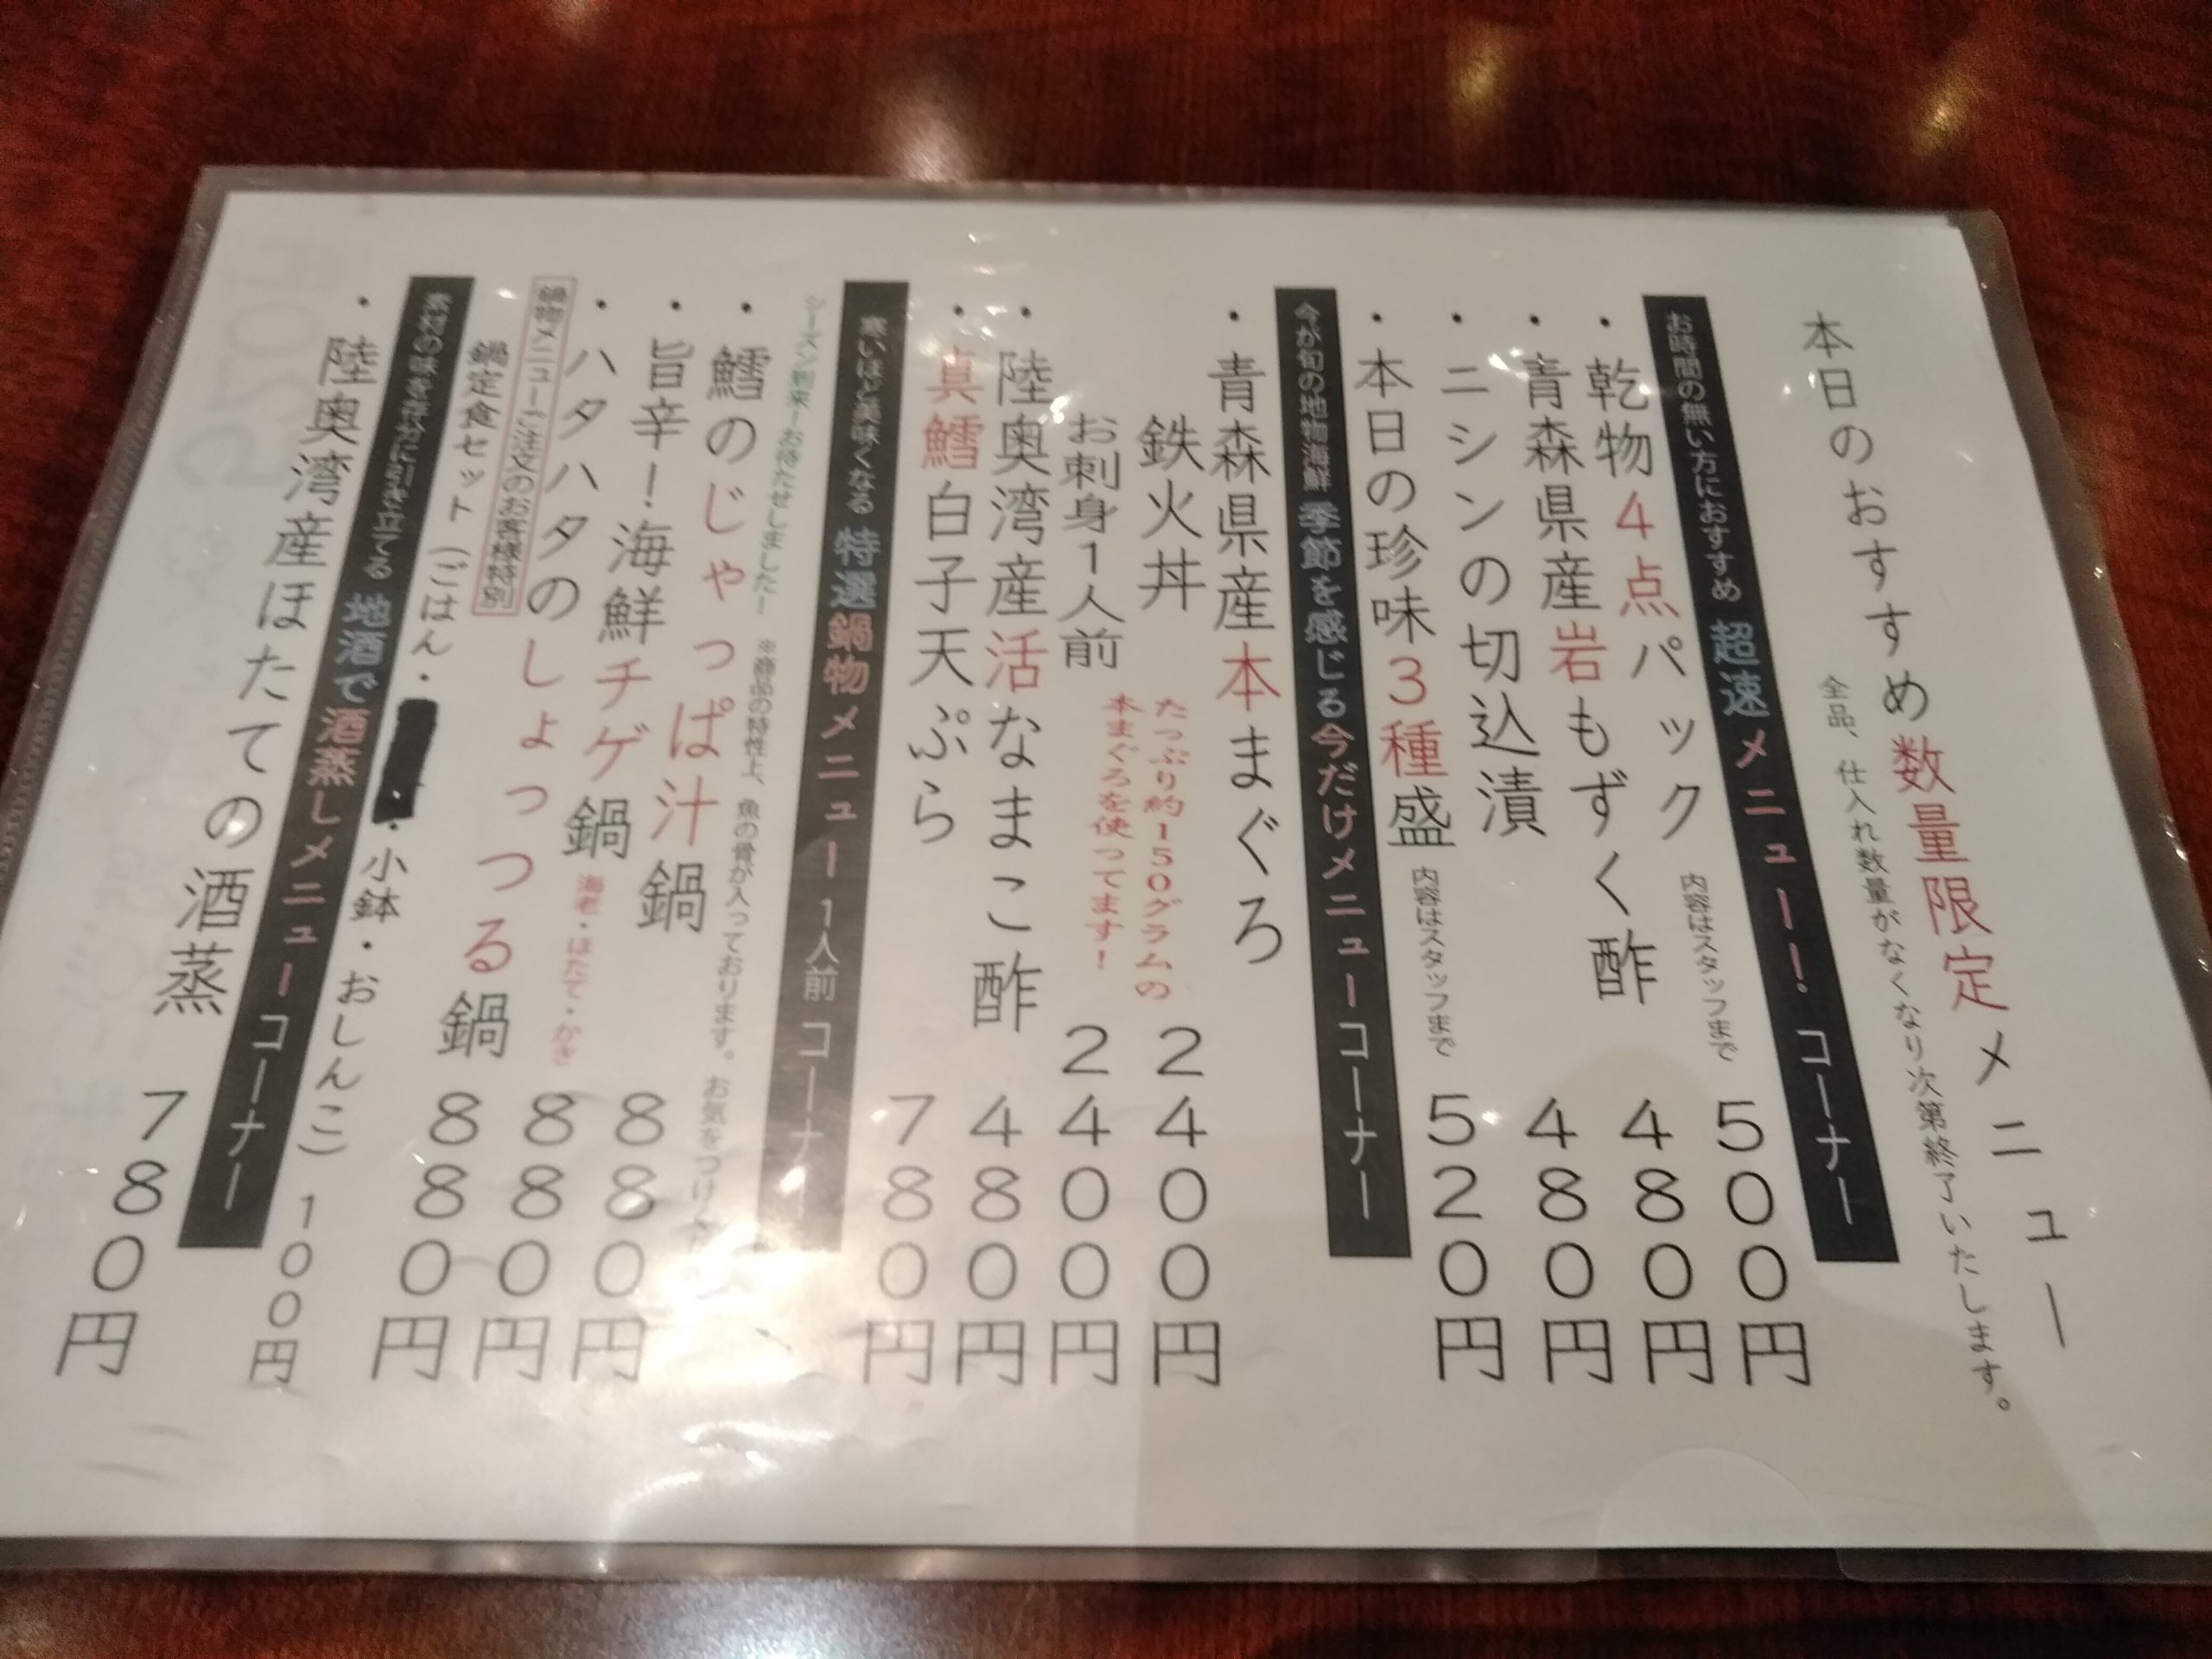 本日のおすすめ数量限定メニュー
全品、仕入れ数量がなくなり次第終了いたします。
お時間の無い方におすすめ 超速メニュー! コーナー
・乾物4点パック 内容はスタッフまで 500円
・青森県産岩もずく酢 480円
・ニシンの切込漬 480円
・本日の珍味3種盛 内容はスタッフまで 520円
今が旬の地物海鮮 季節を感じる今だけメニューコーナー
・青森県産本まぐろ
鉄火丼 2400円
お刺身1人前 2400円
たっぷり約150グラムの
本まぐろを使ってます!
・陸奥湾産活なまこ酢 480円
・真鱈白子天ぷら 780円
寒いほど美味くなる 特選鍋物メニュー 1人前 コーナー
シーズン到来!お待たせしました! ※商品の特性上、魚の骨が入っております。お気をつけ
・鱈のじゃっぱ汁鍋 880円
・旨辛!海鮮チゲ鍋 海老・ほたて・かき 880円
・ハタハタのしょっつる鍋 880円
鍋物メニューご注文のお客様特別
鍋定食セット(ごはん・・小鉢・おしんこ) 100円
素材の味を存分に引き立てる 地酒で酒蒸しメニューコーナー
・陸奥湾産ほたての酒蒸 780円